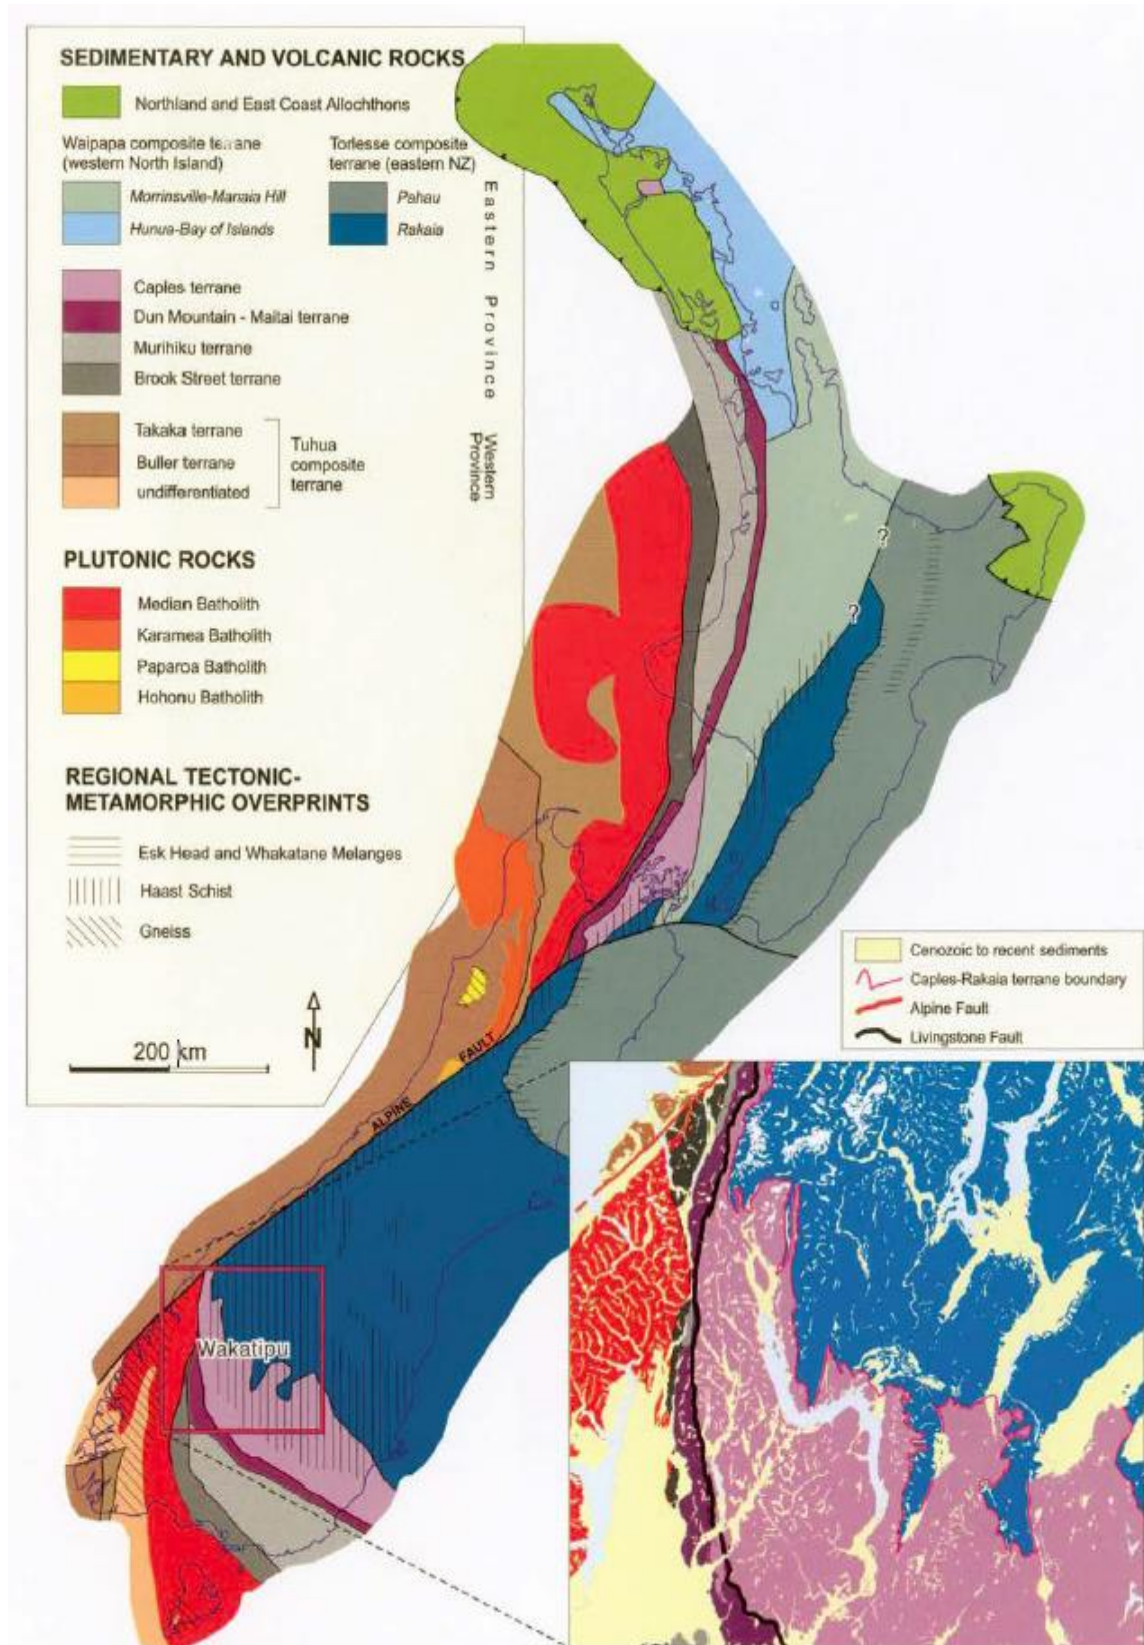 SEDIMENTARY AND VOLCANIC ROCKS
Northland and East Coast Allochthons
Waipapa composite terrane
(western North Island)
Torlesse composite
terrane (eastern NZ)
Morrinsville-Manaia Hill
Pahau
Hunua-Bay of Islands
Rakaia
Eastern Province
Caples terrane
Dun Mountain - Maitai terrane
Murihiku terrane
Brook Street terrane
Western
Province
Takaka terrane
Buller terrane
undifferentiated
Tuhua
composite
terrane
PLUTONIC ROCKS
Median Batholith
Karamea Batholith
Paparoa Batholith
Hohonu Batholith
REGIONAL TECTONIC-
METAMORPHIC OVERPRINTS
Esk Head and Whakatane Melanges
Haast Schist
Gneiss
N
200 km
?
?
ALPINE FAULT
Wakatipu
Cenozoic to recent sediments
Caples-Rakaia terrane boundary
Alpine Fault
Livingstone Fault